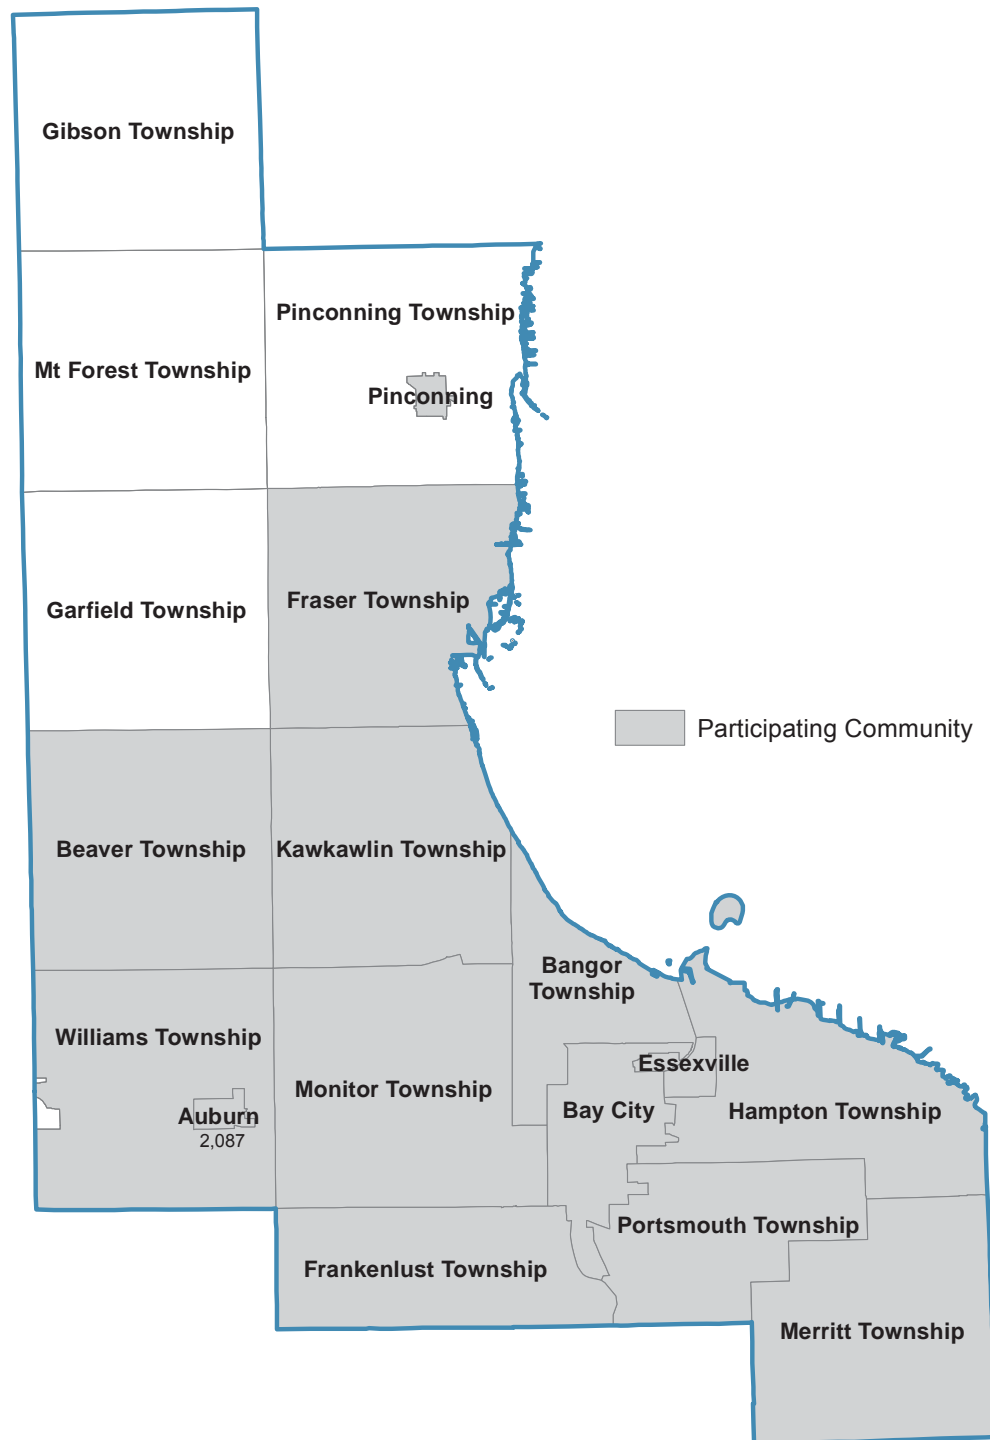 Gibson Township
Pinconning Township
Mt Forest Township
Pinconning
Fraser Township
Garfield Township
Participating Community
Beaver Township
Kawkawlin Township
Bangor
Township
Williams Township
Essexville
Monitor Township
Bay City
Hampton Township
Auburn
2,087
Portsmouth Township
Frankenlust Township
Merritt Township